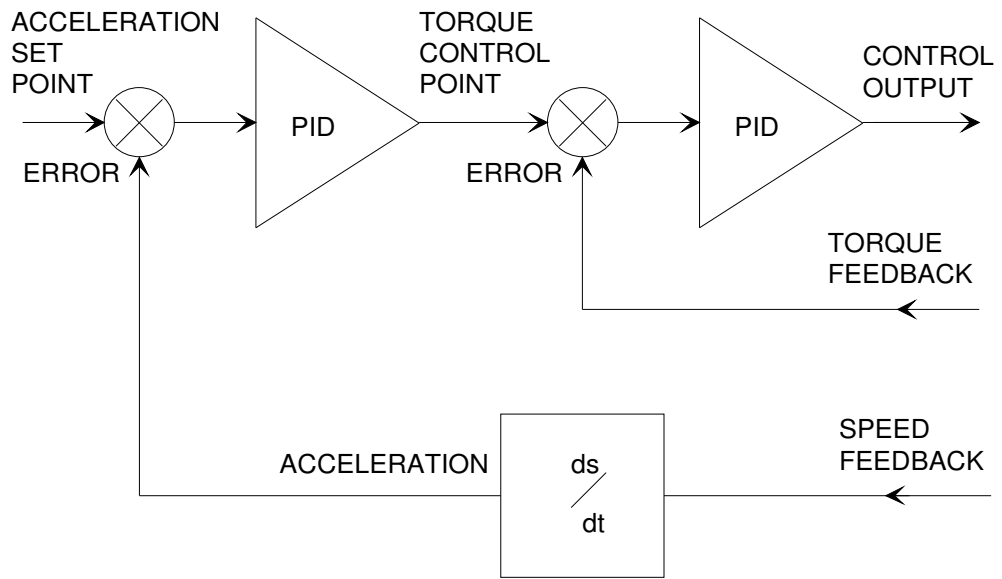 ACCELERATION
SET
POINT
ERROR
PID
TORQUE
CONTROL
POINT
ERROR
PID
CONTROL
OUTPUT
TORQUE
FEEDBACK
SPEED
FEEDBACK
ds
/
dt
ACCELERATION